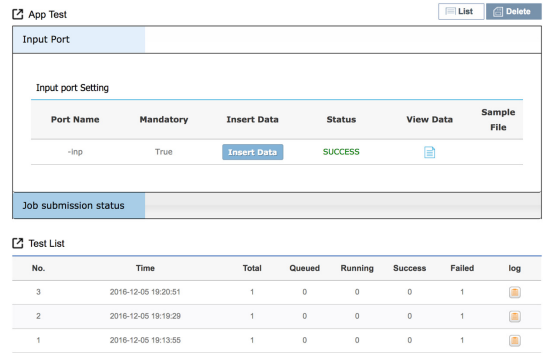 App Test
List Delete
Input Port
Input port Setting
Port Name Mandatory Insert Data Status View Data Sample File
-inp True Insert Data SUCCESS
Job submission status
Test List
No. Time Total Queued Running Success Failed log
3 2016-12-05 19:20:51 1 0 0 0 1
2 2016-12-05 19:19:29 1 0 0 0 1
1 2016-12-05 19:13:55 1 0 0 0 1